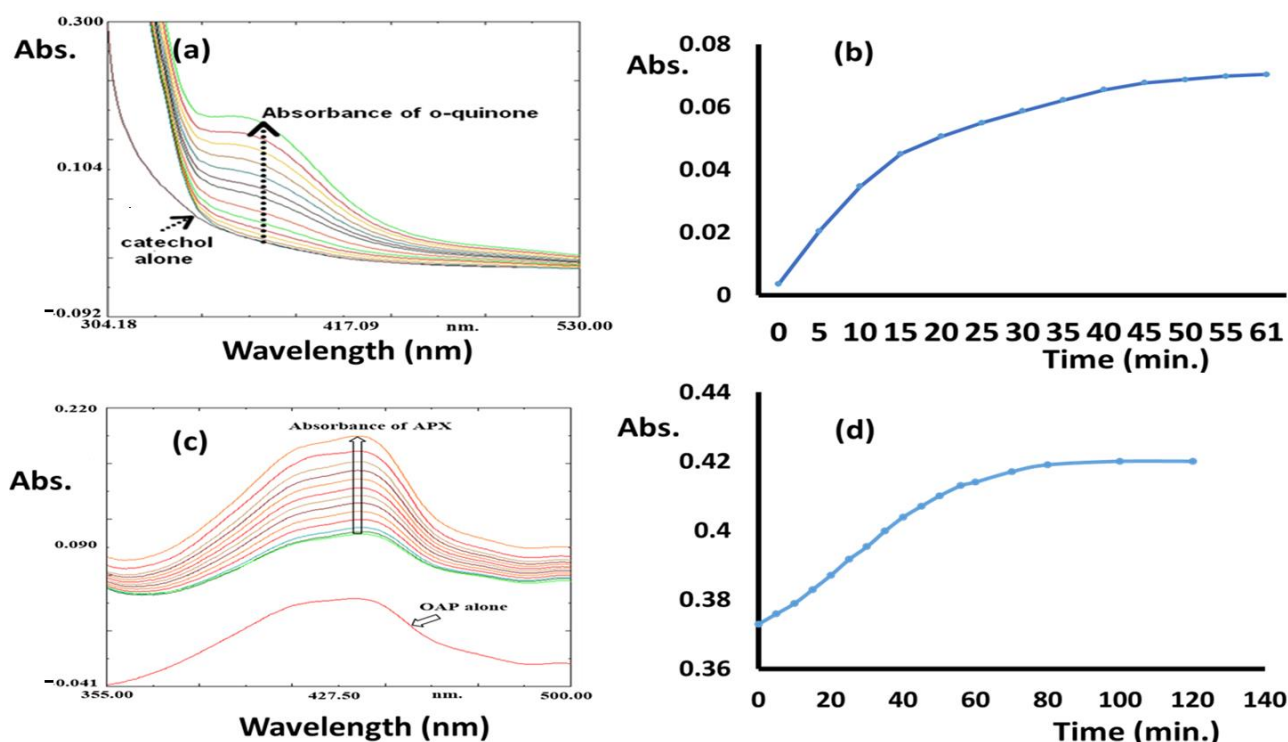 0.300
Abs.
(a)
Absorbance of o-quinone
0.104
catechol
alone
−0.092
304.18 417.09 nm. 530.00
Wavelength (nm)
0.08
Abs.
(b)
0.06
0.04
0.02
0
0 5 10 15 20 25 30 35 40 45 50 55 61
Time (min.)
0.220
Absorbance of APX
(c)
Abs.
0.090
OAP alone
−0.041
355.00 427.50 nm. 500.00
Wavelength (nm)
0.44
Abs.
(d)
0.42
0.4
0.38
0.36
0 20 40 60 80 100 120 140
Time (min.)